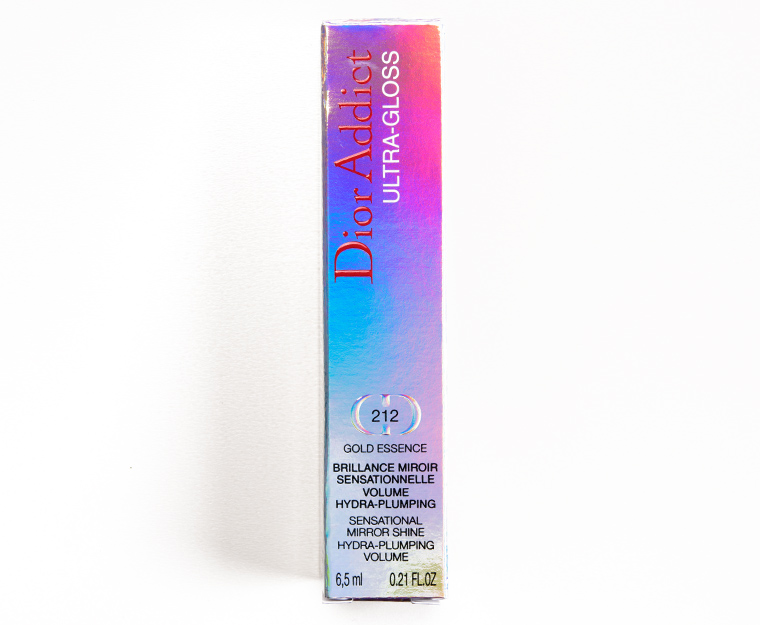 Dior Addict
ULTRA-GLOSS
212
GOLD ESSENCE
BRILLANCE MIROIR
SENSATIONNELLE
VOLUME
HYDRA-PLUMPING
SENSATIONAL
MIRROR SHINE
HYDRA-PLUMPING
VOLUME
6,5 ml 0.21 FL.OZ